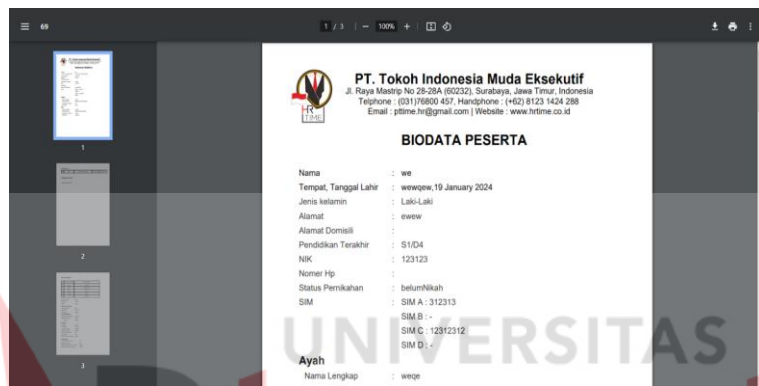 69
1 / 3
100%
PT. Tokoh Indonesia Muda Eksekutif
Jl. Raya Mastrip No 28-28A (60232), Surabaya, Jawa Timur, Indonesia
Telphone : (031)76800 457, Handphone : (+62) 8123 1424 288
Email : pttime.hr@gmail.com | Website : www.hrtime.co.id
HR
TIME
BIODATA PESERTA
Nama : we
Tempat, Tanggal Lahir : wewqew,19 January 2024
Jenis kelamin : Laki-Laki
Alamat : ewew
Alamat Domisili :
Pendidikan Terakhir : S1/D4
NIK : 123123
Nomer Hp :
Status Pernikahan : belumNikah
SIM : SIM A : 312313
SIM B : -
SIM C : 12312312
SIM D : -
Ayah
Nama Lengkap : weqe
1
2
3
UNIVERSITAS